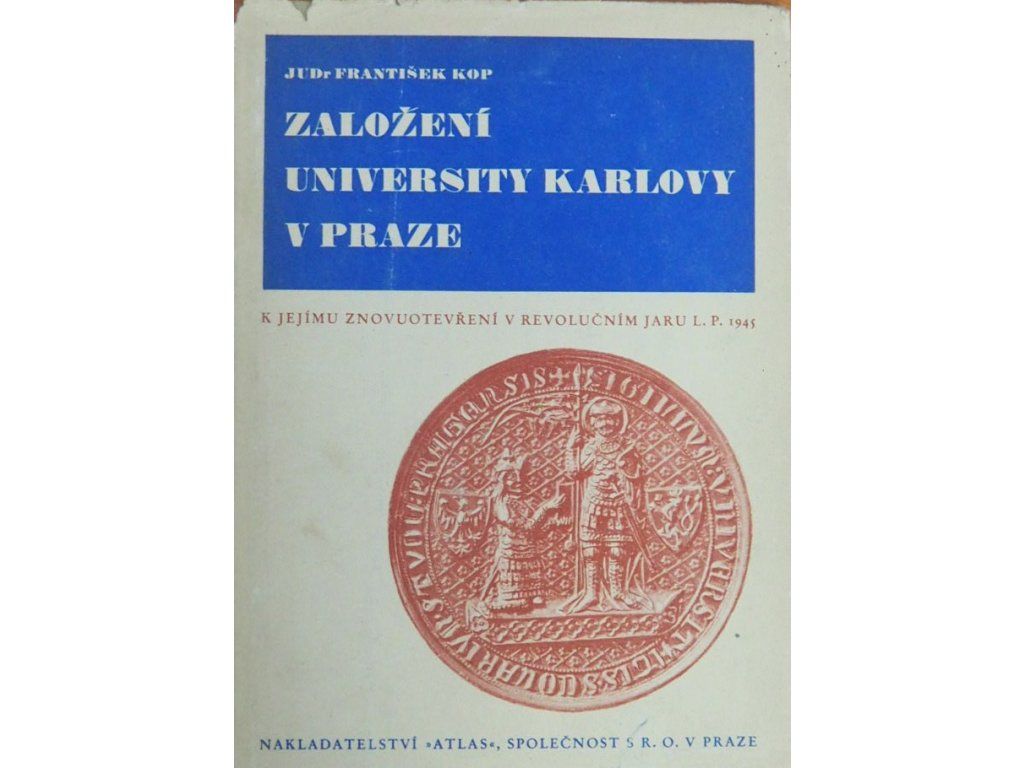 JUDr FRANTIŠEK KOP
ZALOŽENÍ
UNIVERSITY KARLOVY
V PRAZE
K JEJÍMU ZNOVUOTEVŘENÍ V REVOLUČNÍM JARU L. P. 1945
NAKLADATELSTVÍ »ATLAS«, SPOLEČNOST S R. O. V PRAZE